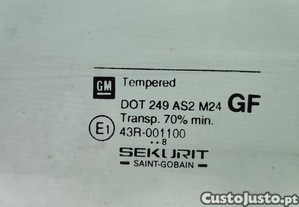 GM Tempered
DOT 249 AS2 M24 GF
Transp. 70% min.
E1 43R-001100
..8
SEKURIT
SAINT-GOBAIN
CustoJusto.pt